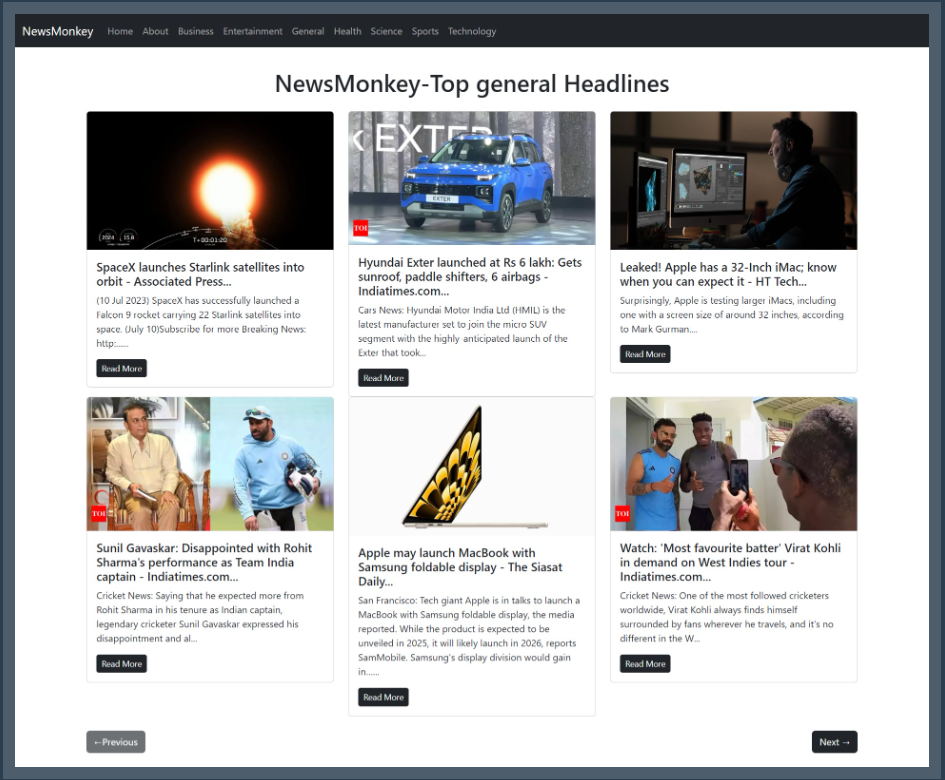 NewsMonkey Home About Business Entertainment General Health Science Sports Technology
NewsMonkey-Top general Headlines
T+00:01:20
SpaceX launches Starlink satellites into
orbit - Associated Press...
(10 Jul 2023) SpaceX has successfully launched a
Falcon 9 rocket carrying 22 Starlink satellites into
space. (July 10)Subscribe for more Breaking News:
http:......
Read More
EXTER
EXTER
TOI
Hyundai Exter launched at Rs 6 lakh: Gets
sunroof, paddle shifters, 6 airbags -
Indiatimes.com...
Cars News: Hyundai Motor India Ltd (HMIL) is the
latest manufacturer set to join the micro SUV
segment with the highly anticipated launch of the
Exter that took...
Read More
Leaked! Apple has a 32-Inch iMac; know
when you can expect it - HT Tech...
Surprisingly, Apple is testing larger iMacs, including
one with a screen size of around 32 inches, according
to Mark Gurman....
Read More
TOI
Sunil Gavaskar: Disappointed with Rohit
Sharma's performance as Team India
captain - Indiatimes.com...
Cricket News: Saying that he expected more from
Rohit Sharma in his tenure as Indian captain,
legendary cricketer Sunil Gavaskar expressed his
disappointment and al...
Read More
Apple may launch MacBook with
Samsung foldable display - The Siasat
Daily...
San Francisco: Tech giant Apple is in talks to launch a
MacBook with Samsung foldable display, the media
reported. While the product is expected to be
unveiled in 2025, it will likely launch in 2026, reports
SamMobile. Samsung's display division would gain
in......
Read More
TOI
Watch: 'Most favourite batter' Virat Kohli
in demand on West Indies tour -
Indiatimes.com...
Cricket News: One of the most followed cricketers
worldwide, Virat Kohli always finds himself
surrounded by fans wherever he travels, and it's no
different in the W...
Read More
←Previous
Next →